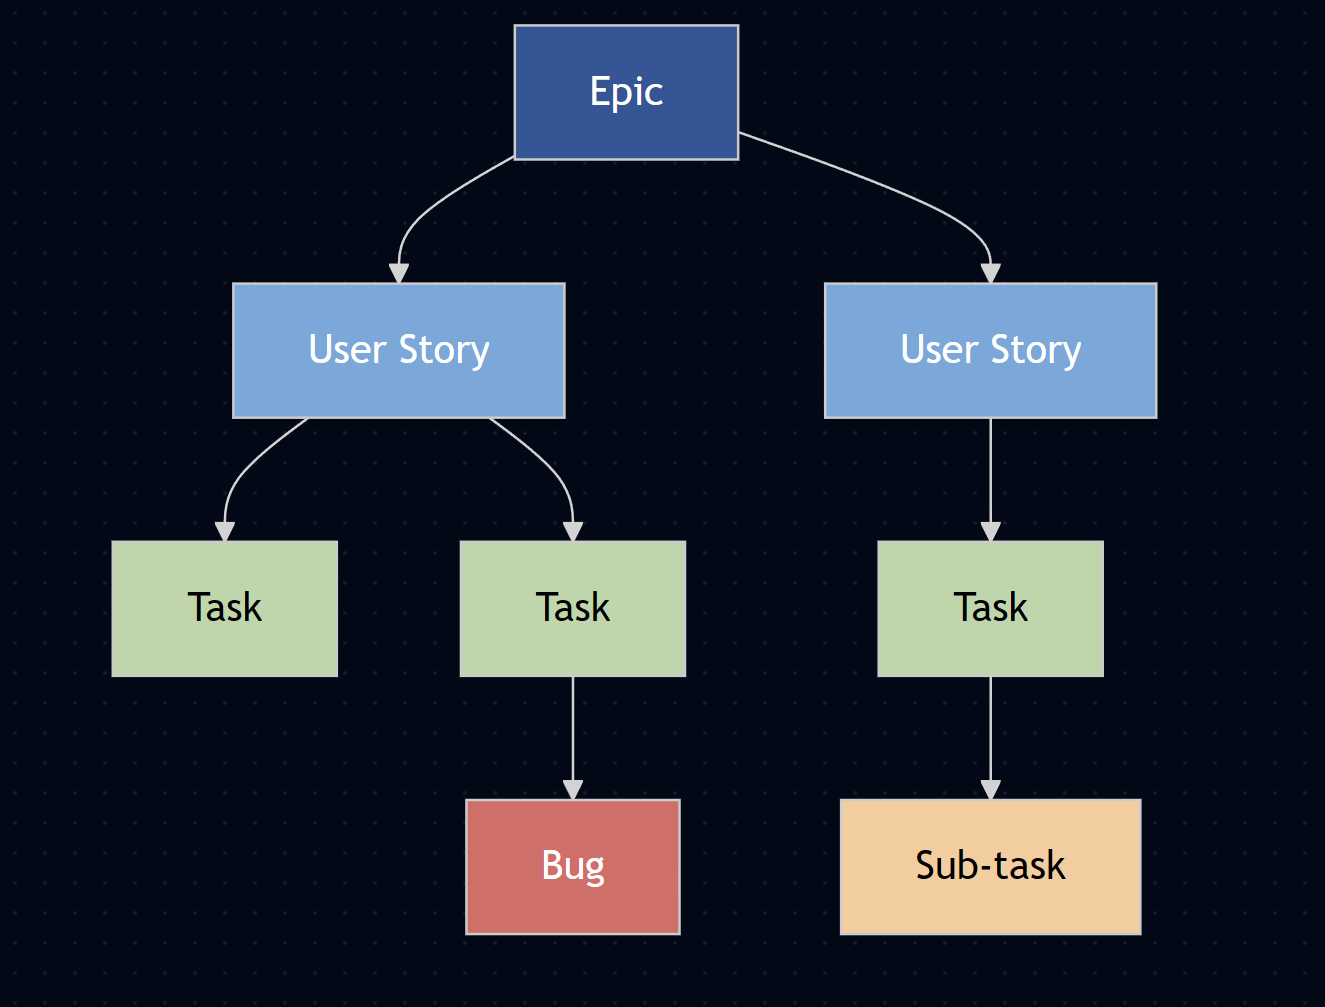 Epic
User Story
User Story
Task
Task
Task
Bug
Sub-task